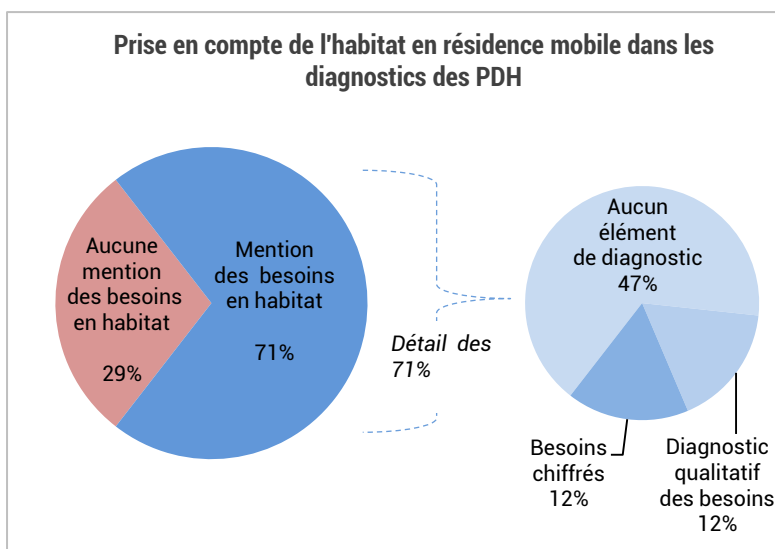 Prise en compte de l'habitat en résidence mobile dans les
diagnostics des PDH
Aucune
mention
des besoins
en habitat
29%
Mention
des besoins
en habitat
71%
Détail des
71%
Aucun
élément
de diagnostic
47%
Besoins
chiffrés
12%
Diagnostic
qualitatif
des besoins
12%